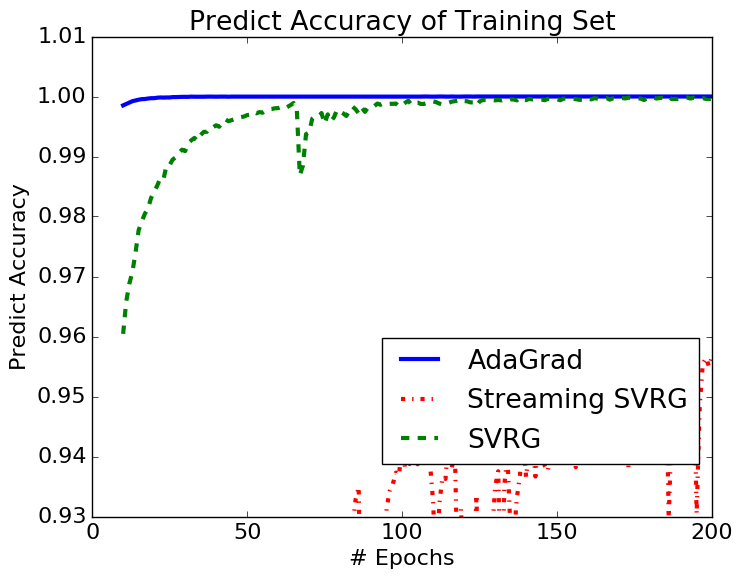 Predict Accuracy of Training Set
1.01
1.00
0.99
0.98
0.97
0.96
0.95
0.94
0.93
Predict Accuracy
AdaGrad
Streaming SVRG
SVRG
0 50 100 150 200
# Epochs